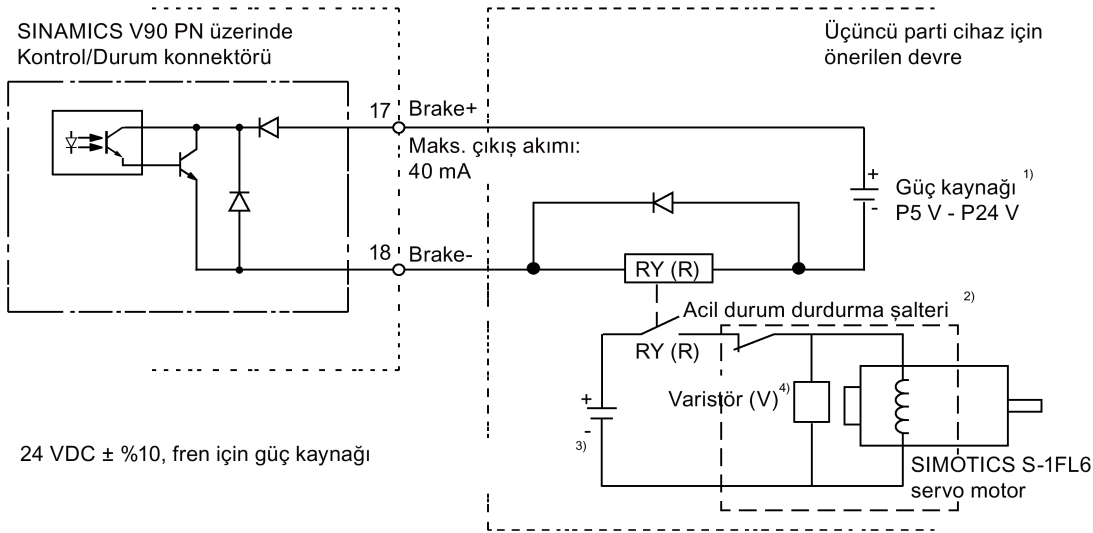 SINAMICS V90 PN üzerinde
Kontrol/Durum konnektörü
Üçüncü parti cihaz için
önerilen devre
17
Brake+
Maks. çıkış akımı:
40 mA
+
-
Güç kaynağı 1)
P5 V - P24 V
18
Brake-
RY (R)
Acil durum durdurma şalteri 2)
RY (R)
+
-
3)
Varistör (V)4)
24 VDC ± %10, fren için güç kaynağı
SIMOTICS S-1FL6
servo motor